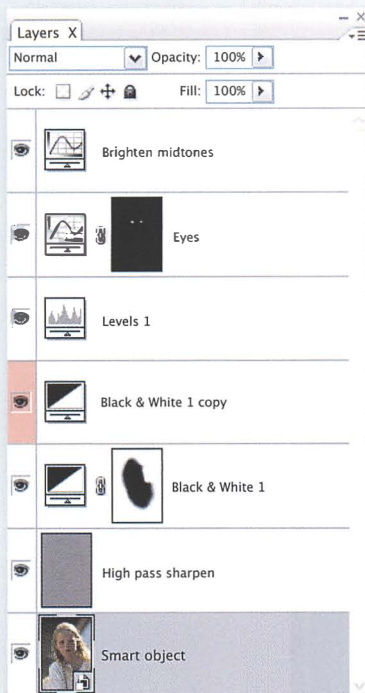 Layers X
Normal Opacity: 100%
Lock: Fill: 100%
Brighten midtones
Eyes
Levels 1
Black & White 1 copy
Black & White 1
High pass sharpen
Smart object